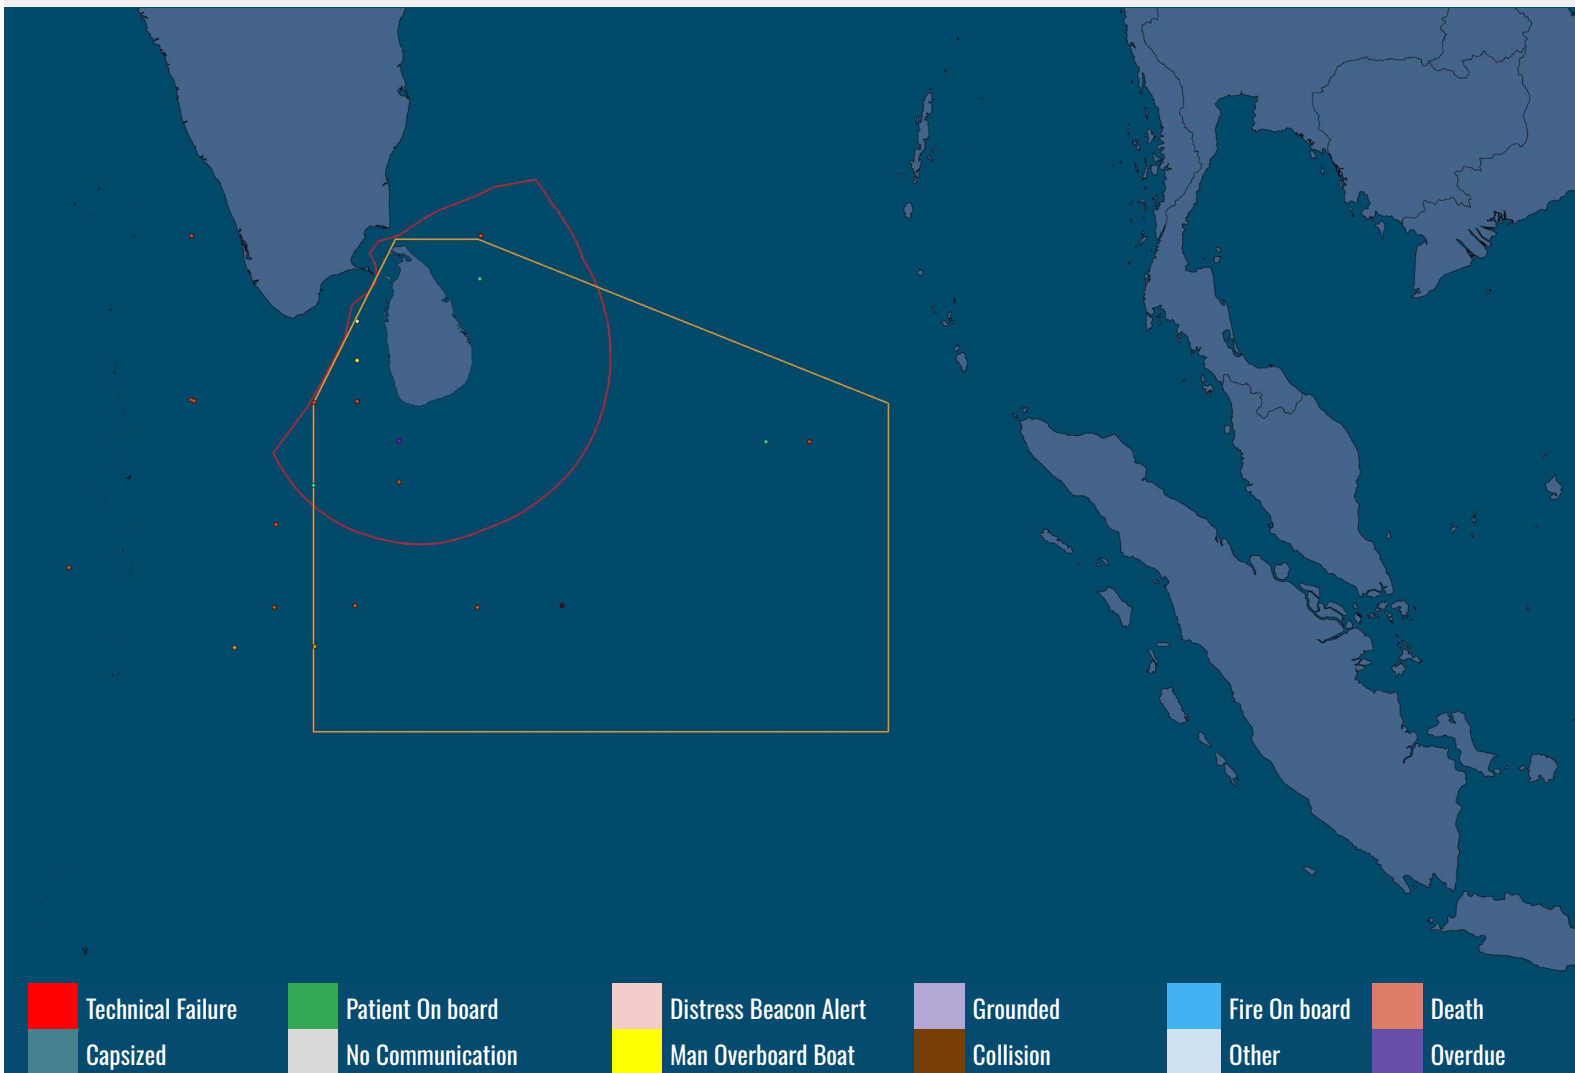 Technical Failure
Patient On board
Distress Beacon Alert
Grounded
Fire On board
Death
Capsized
No Communication
Man Overboard Boat
Collision
Other
Overdue